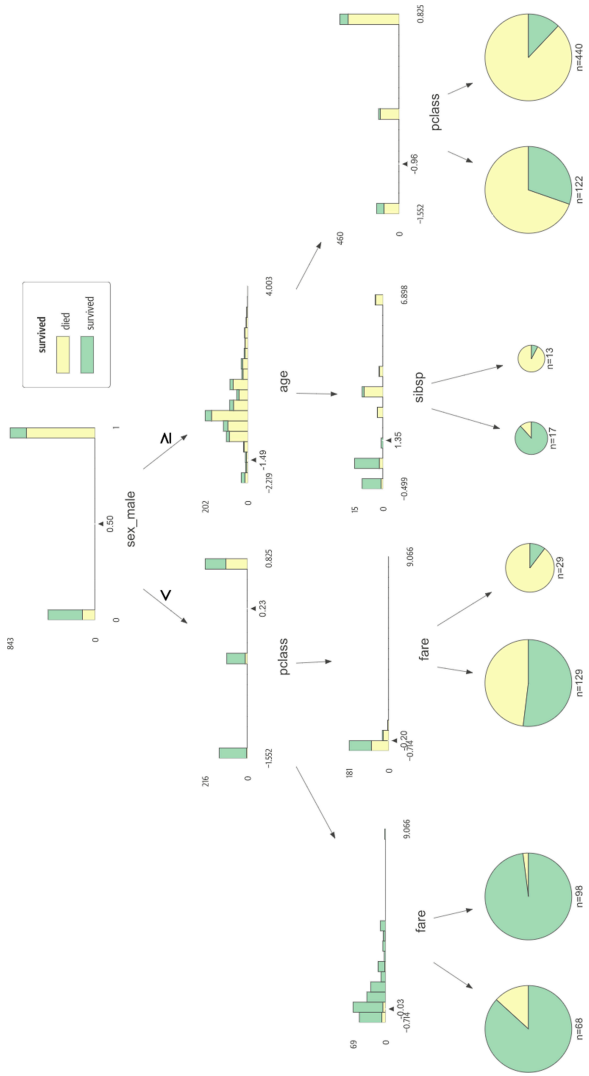 survived
died
survived
843
0
0
0.50
1
sex_male
<
≥
216
0
−1.552
0.23
0.825
pclass
202
0
−2.219
−1.49
4.003
age
69
0
−0.714
−0.03
9.066
fare
181
0
−0.714
−0.20
9.066
fare
15
0
−0.499
1.35
6.898
sibsp
460
0
−1.552
−0.96
0.825
pclass
n=68
n=98
n=129
n=29
n=17
n=13
n=122
n=440